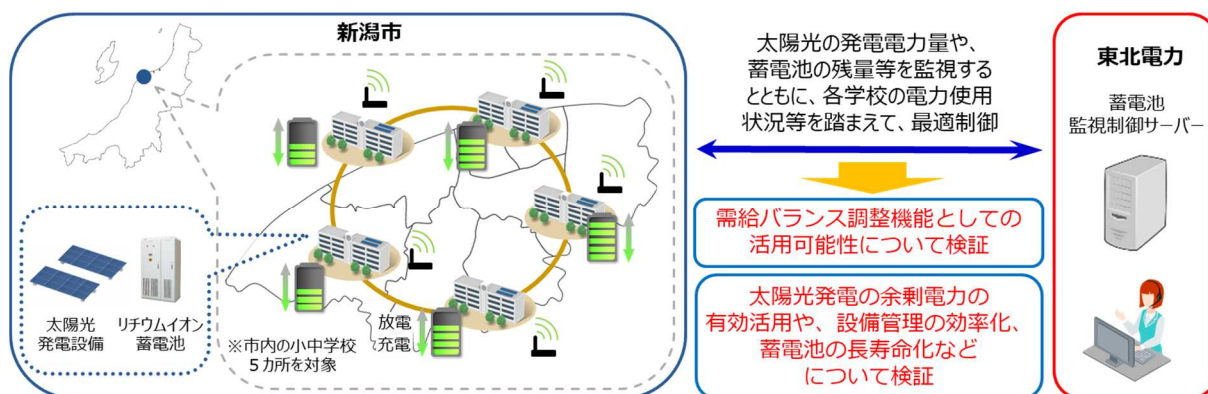 新潟市
太陽光
発電設備
リチウムイオン
蓄電池
※市内の小中学校
５カ所を対象
放電
充電
太陽光の発電電力量や、
蓄電池の残量等を監視する
とともに、各学校の電力使用
状況等を踏まえて、最適制御
需給バランス調整機能としての
活用可能性について検証
太陽光発電の余剰電力の
有効活用や、設備管理の効率化、
蓄電池の長寿命化など
について検証
東北電力
蓄電池
監視制御サーバー